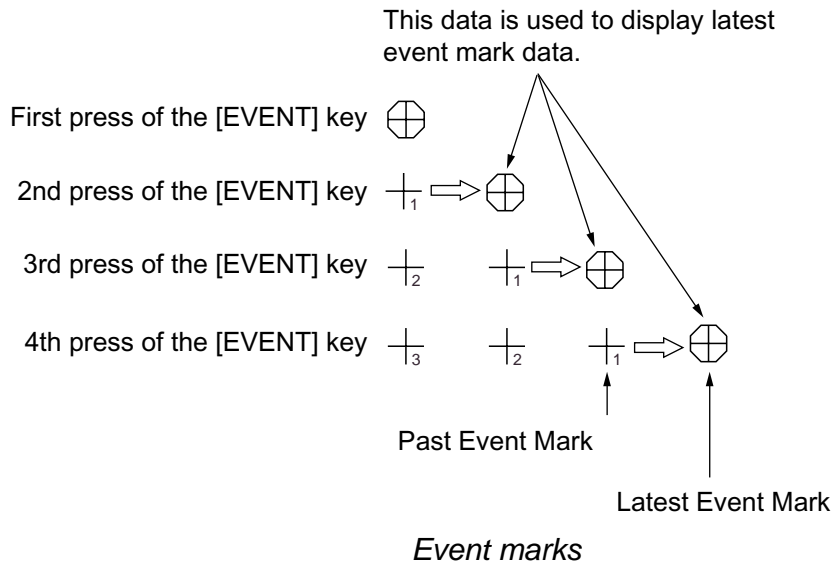 This data is used to display latest
event mark data.
First press of the [EVENT] key
2nd press of the [EVENT] key 1
3rd press of the [EVENT] key 2 1
4th press of the [EVENT] key 3 2 1
Past Event Mark
Latest Event Mark
Event marks